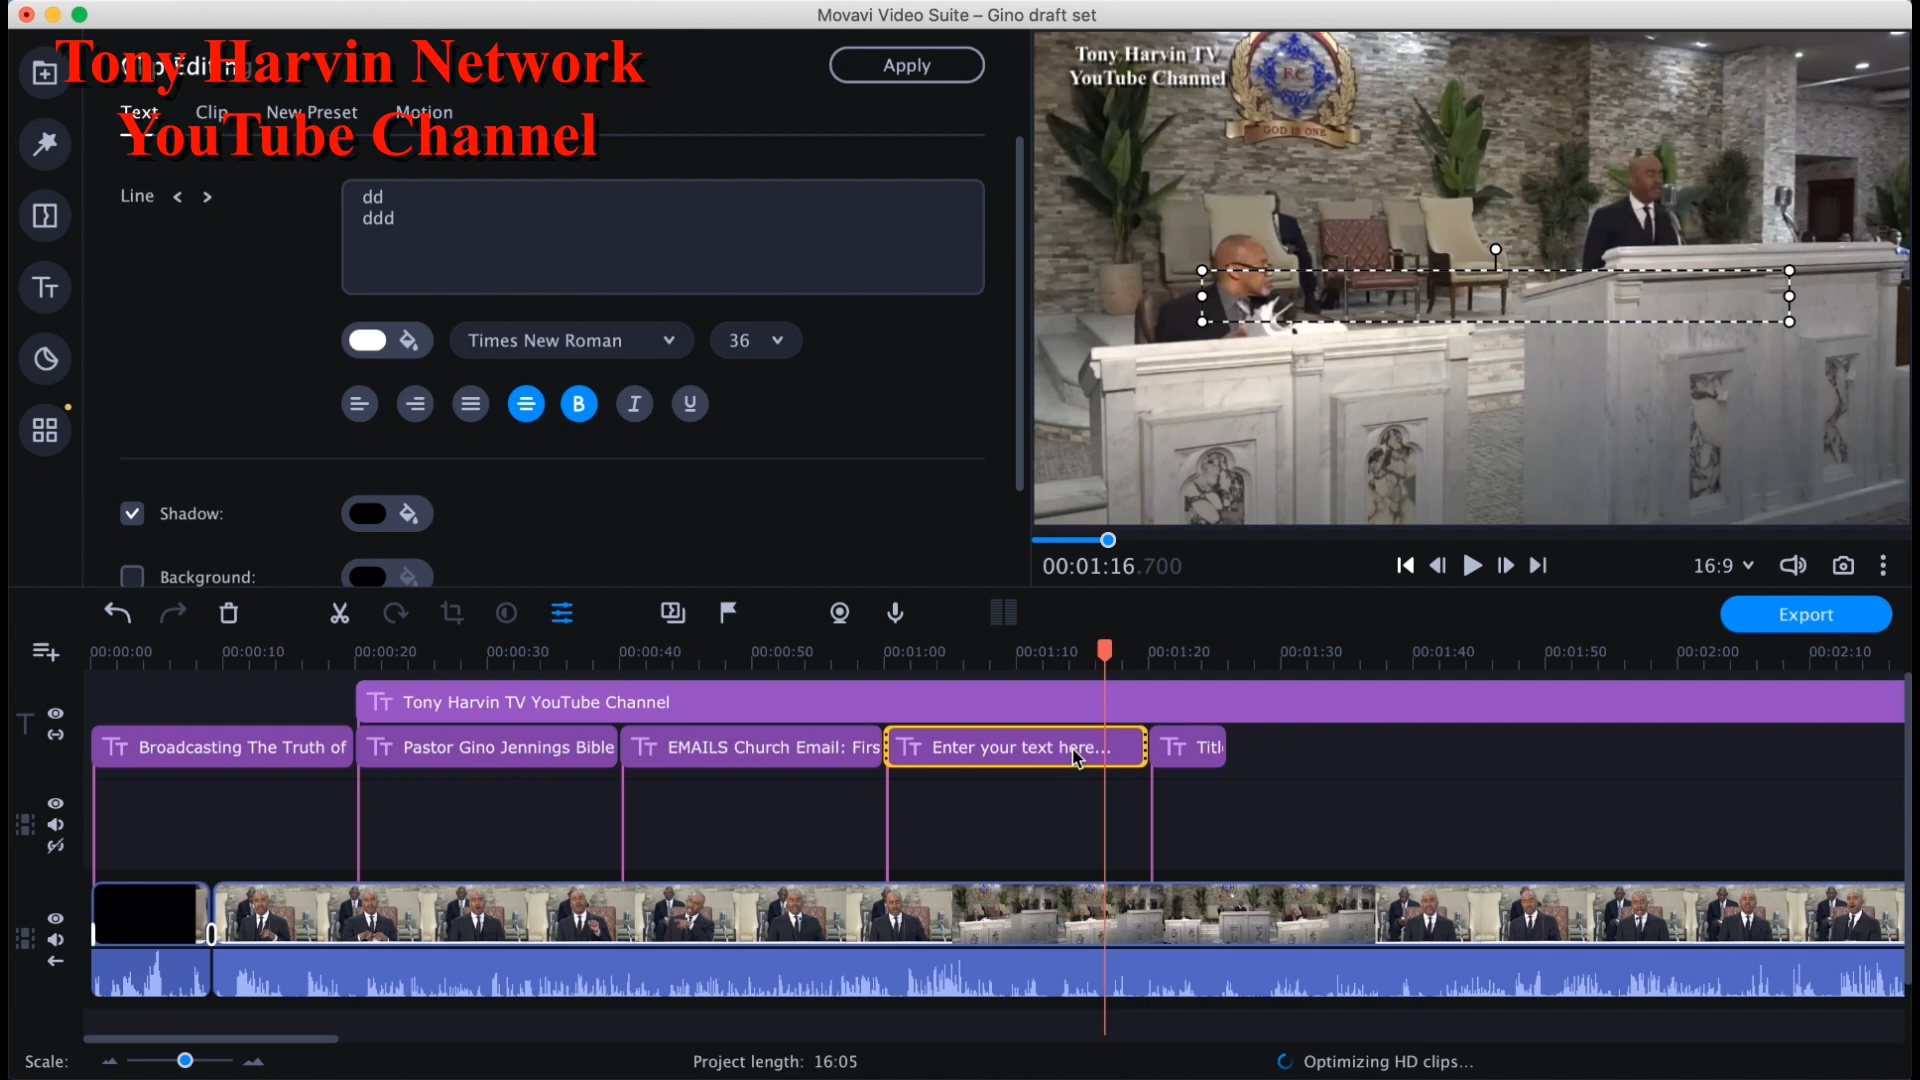 Movavi Video Suite – Gino draft set
Tony Harvin Network
YouTube Channel
Clip Editing
Apply
Text Clip New Preset Motion
Line
dd
ddd
Times New Roman
36
B I U
Shadow:
Background:
Tony Harvin TV
YouTube Channel
F.C.
GOD IS ONE
00:01:16.700
16:9
Export
00:00:00 00:00:10 00:00:20 00:00:30 00:00:40 00:00:50 00:01:00 00:01:10 00:01:20 00:01:30 00:01:40 00:01:50 00:02:00 00:02:10
Tony Harvin TV YouTube Channel
Broadcasting The Truth of
Pastor Gino Jennings Bible
EMAILS Church Email: Firs
Enter your text here...
Titl
Scale:
Project length: 16:05
Optimizing HD clips...